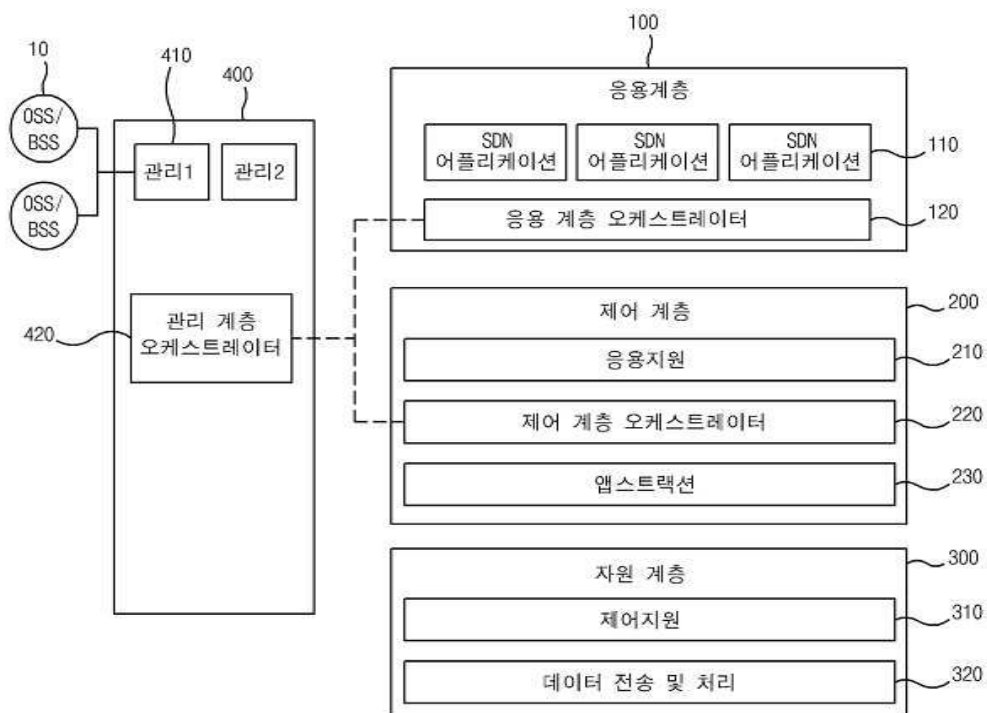 10
410
400
OSS/
BSS
OSS/
BSS
관리1
관리2
420
관리 계층
오케스트레이터
100
응용계층
SDN
어플리케이션
SDN
어플리케이션
SDN
어플리케이션
110
응용 계층 오케스트레이터
120
제어 계층
200
응용지원
210
제어 계층 오케스트레이터
220
앱스트랙션
230
자원 계층
300
제어지원
310
데이터 전송 및 처리
320